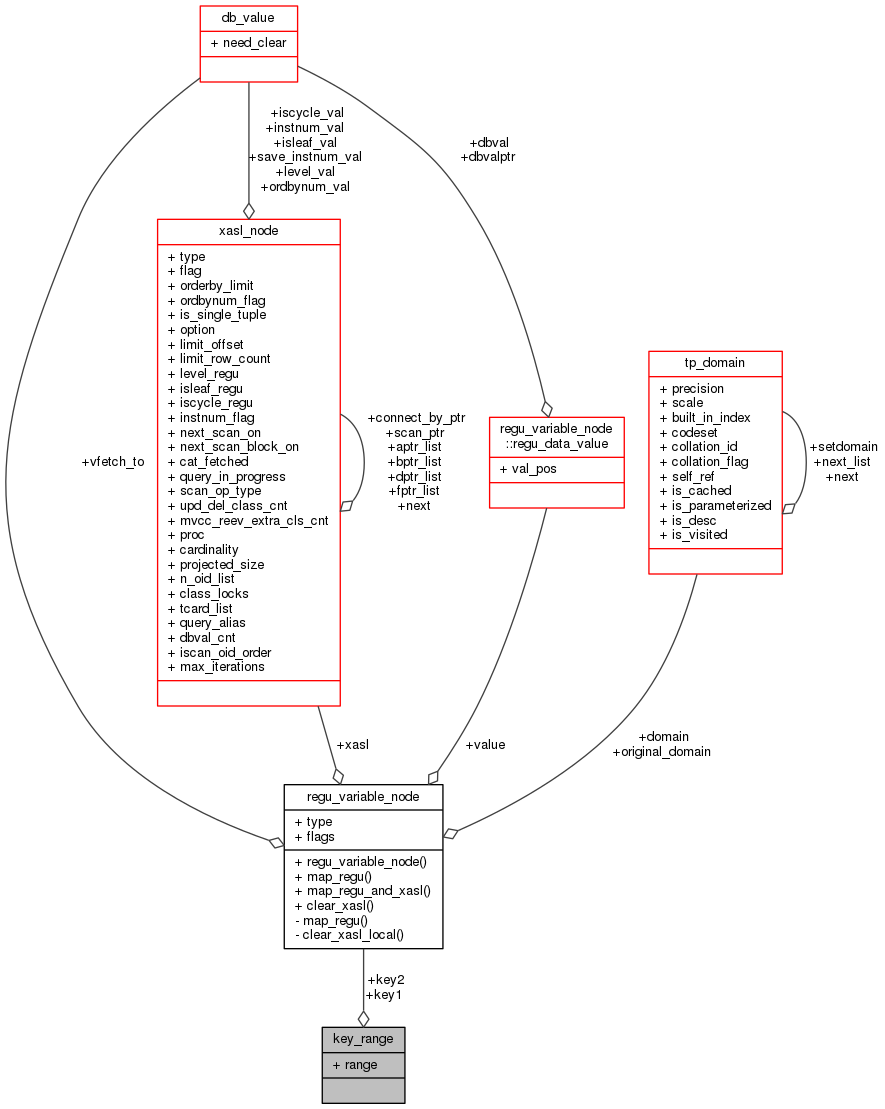 db_value
+ need_clear
+iscycle_val
+instnum_val
+isleaf_val
+save_instnum_val
+level_val
+ordbynum_val
+dbval
+dbvalptr
xasl_node
+ type
+ flag
+ orderby_limit
+ ordbynum_flag
+ is_single_tuple
+ option
+ limit_offset
+ limit_row_count
+ level_regu
+ isleaf_regu
+ iscycle_regu
+ instnum_flag
+ next_scan_on
+ next_scan_block_on
+ cat_fetched
+ query_in_progress
+ scan_op_type
+ upd_del_class_cnt
+ mvcc_reev_extra_cls_cnt
+ proc
+ cardinality
+ projected_size
+ n_oid_list
+ class_locks
+ tcard_list
+ query_alias
+ dbval_cnt
+ iscan_oid_order
+ max_iterations
+connect_by_ptr
+scan_ptr
+aptr_list
+bptr_list
+dptr_list
+fptr_list
+next
regu_variable_node
::regu_data_value
+ val_pos
tp_domain
+ precision
+ scale
+ built_in_index
+ codeset
+ collation_id
+ collation_flag
+ self_ref
+ is_cached
+ is_parameterized
+ is_desc
+ is_visited
+setdomain
+next_list
+next
+vfetch_to
+xasl
+value
+domain
+original_domain
regu_variable_node
+ type
+ flags
+ regu_variable_node()
+ map_regu()
+ map_regu_and_xasl()
+ clear_xasl()
- map_regu()
- clear_xasl_local()
+key2
+key1
key_range
+ range